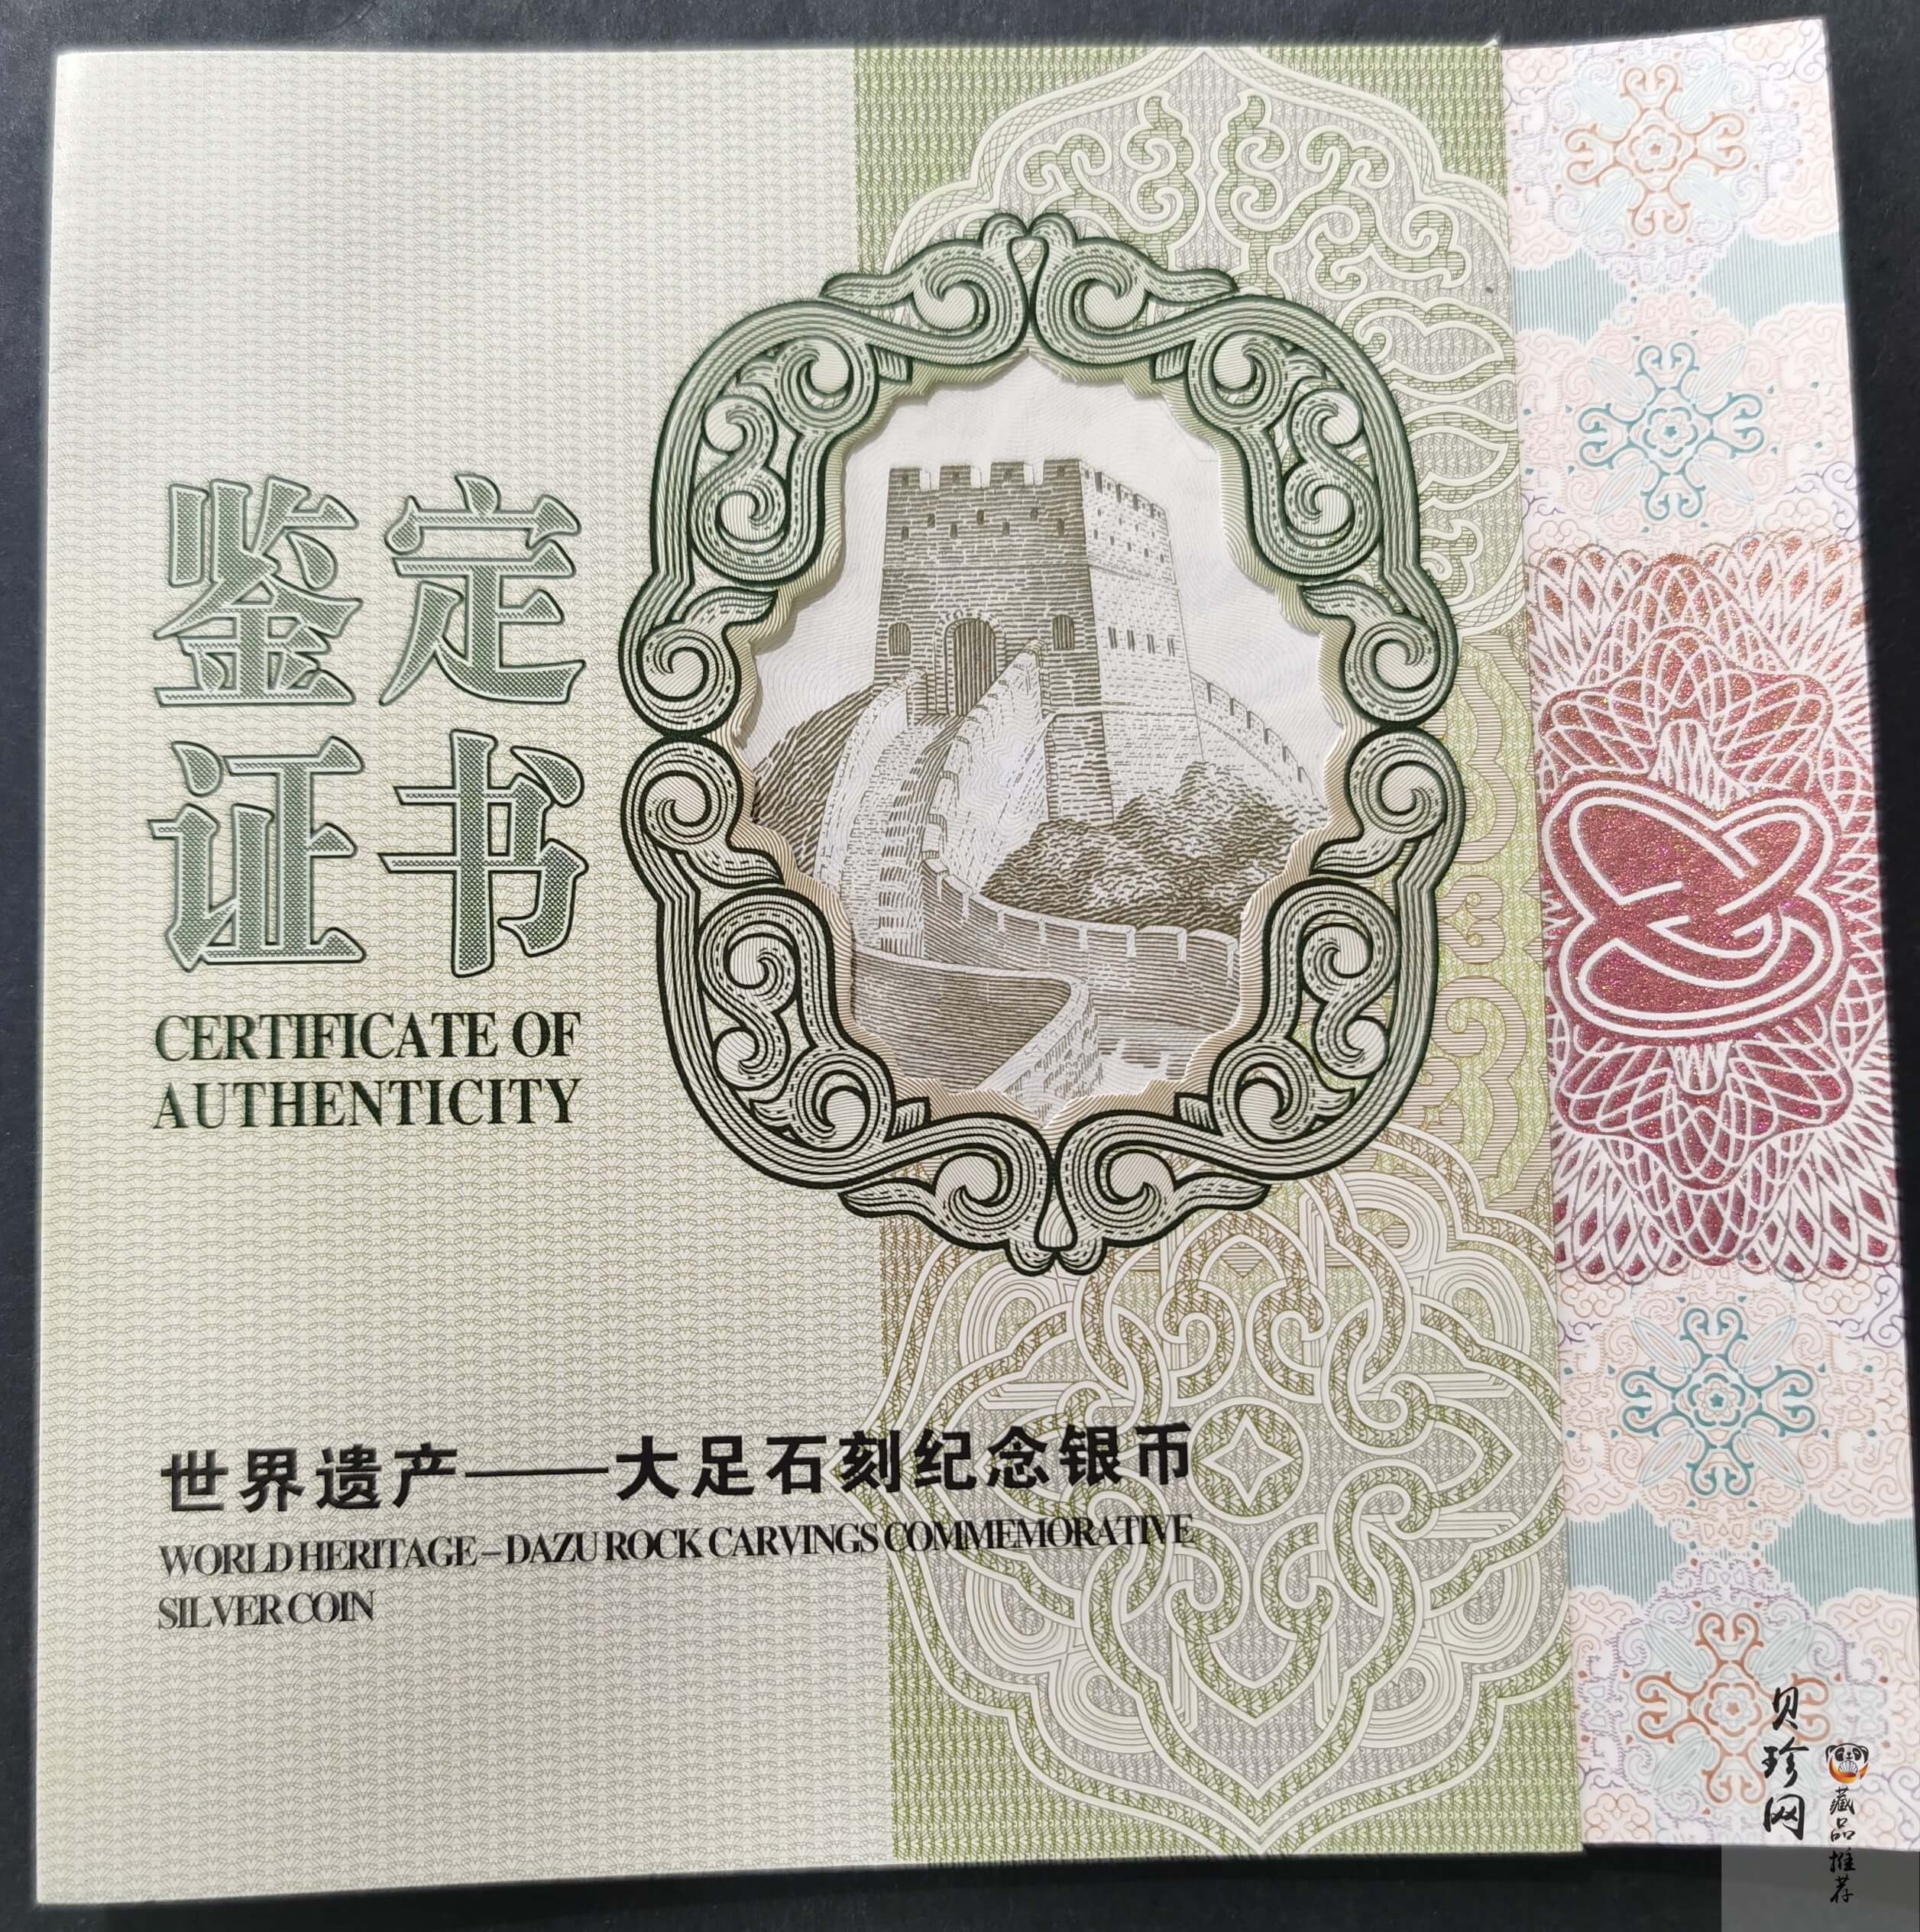 鉴定
证书
CERTIFICATE OF
AUTHENTICITY
世界遗产——大足石刻纪念银币
WORLD HERITAGE–DAZU ROCK CARVINGS COMMEMORATIVE
SILVER COIN
贝珍网
藏品推荐